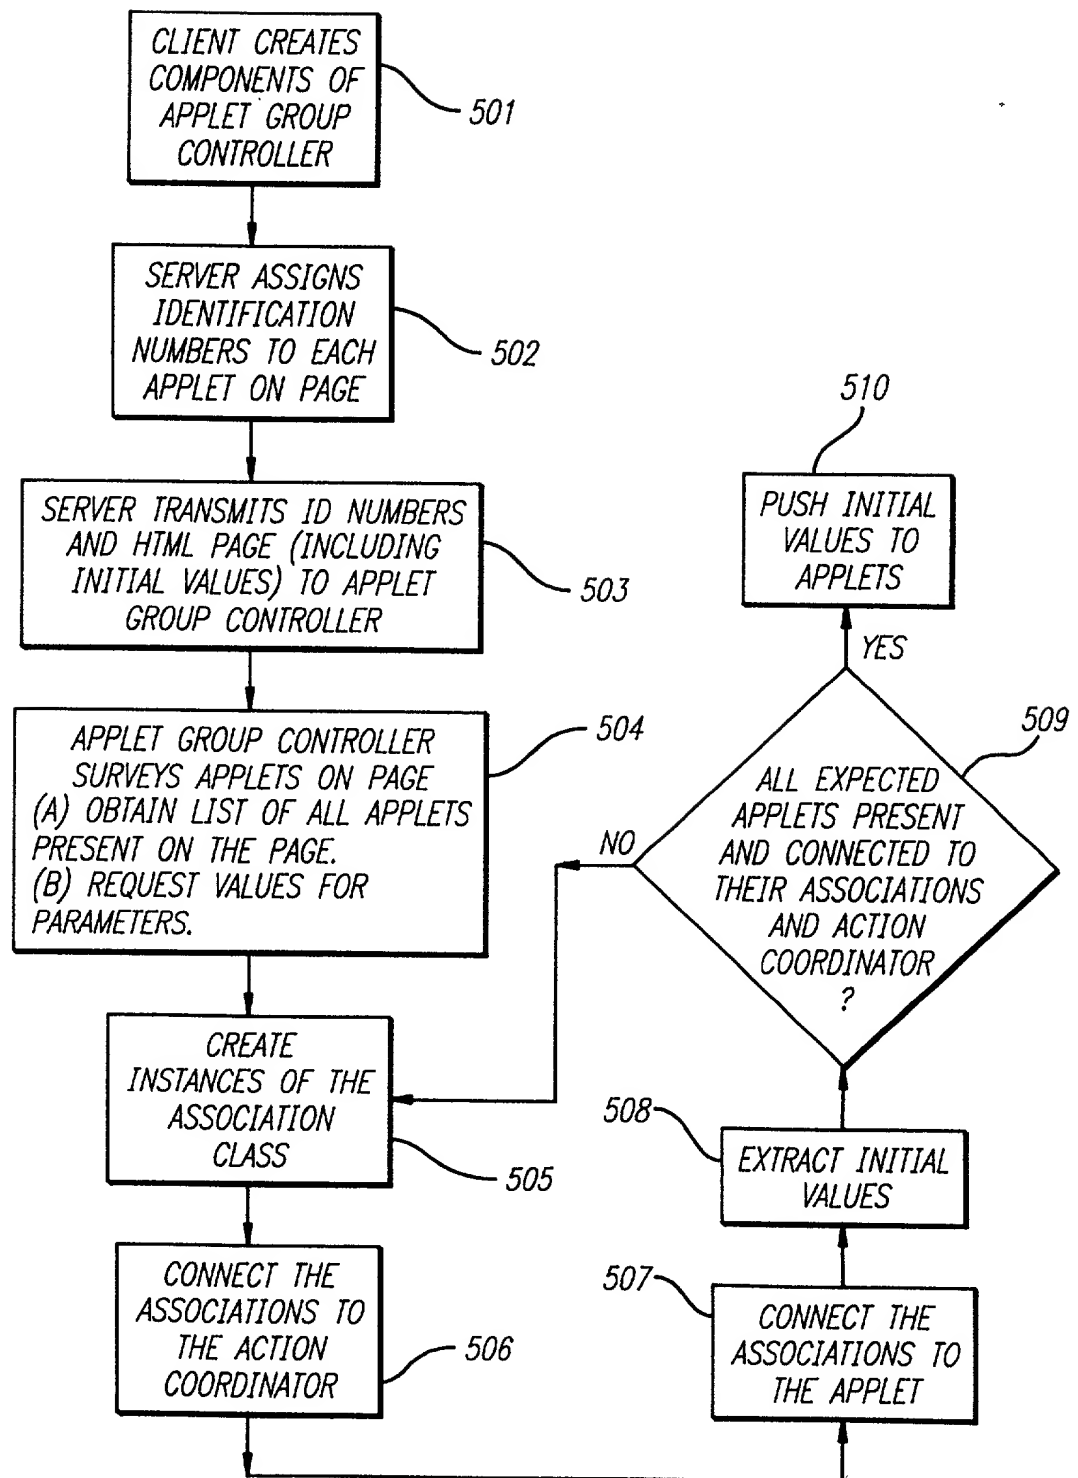 CLIENT CREATES
COMPONENTS OF
APPLET GROUP
CONTROLLER
501
SERVER ASSIGNS
IDENTIFICATION
NUMBERS TO EACH
APPLET ON PAGE
502
SERVER TRANSMITS ID NUMBERS
AND HTML PAGE (INCLUDING
INITIAL VALUES) TO APPLET
GROUP CONTROLLER
503
APPLET GROUP CONTROLLER
SURVEYS APPLETS ON PAGE
(A) OBTAIN LIST OF ALL APPLETS
PRESENT ON THE PAGE.
(B) REQUEST VALUES FOR
PARAMETERS.
504
CREATE
INSTANCES OF THE
ASSOCIATION
CLASS
505
CONNECT THE
ASSOCIATIONS TO
THE ACTION
COORDINATOR
506
507
CONNECT THE
ASSOCIATIONS TO
THE APPLET
508
EXTRACT INITIAL
VALUES
509
ALL EXPECTED
APPLETS PRESENT
AND CONNECTED TO
THEIR ASSOCIATIONS
AND ACTION
COORDINATOR
?
NO
YES
510
PUSH INITIAL
VALUES TO
APPLETS